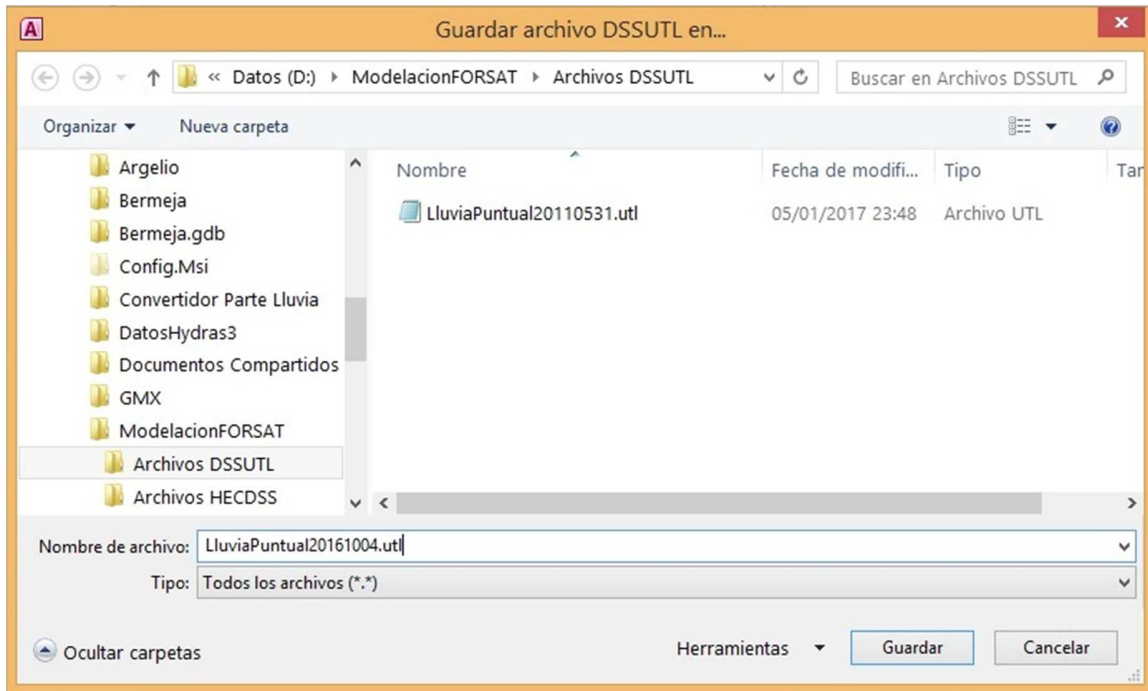 Guardar archivo DSSUTL en...
« Datos (D:) ModelacionFORSAT Archivos DSSUTL Buscar en Archivos DSSUTL
Organizar Nueva carpeta
Argelio
Bermeja
Bermeja.gdb
Config.Msi
Convertidor Parte Lluvia
DatosHydras3
Documentos Compartidos
GMX
ModelacionFORSAT
Archivos DSSUTL
Archivos HECDSS
Nombre Fecha de modifi... Tipo Tar
LluviaPuntual20110531.utl 05/01/2017 23:48 Archivo UTL
Nombre de archivo: LluviaPuntual20161004.utl
Tipo: Todos los archivos (*.*)
Ocultar carpetas Herramientas Guardar Cancelar